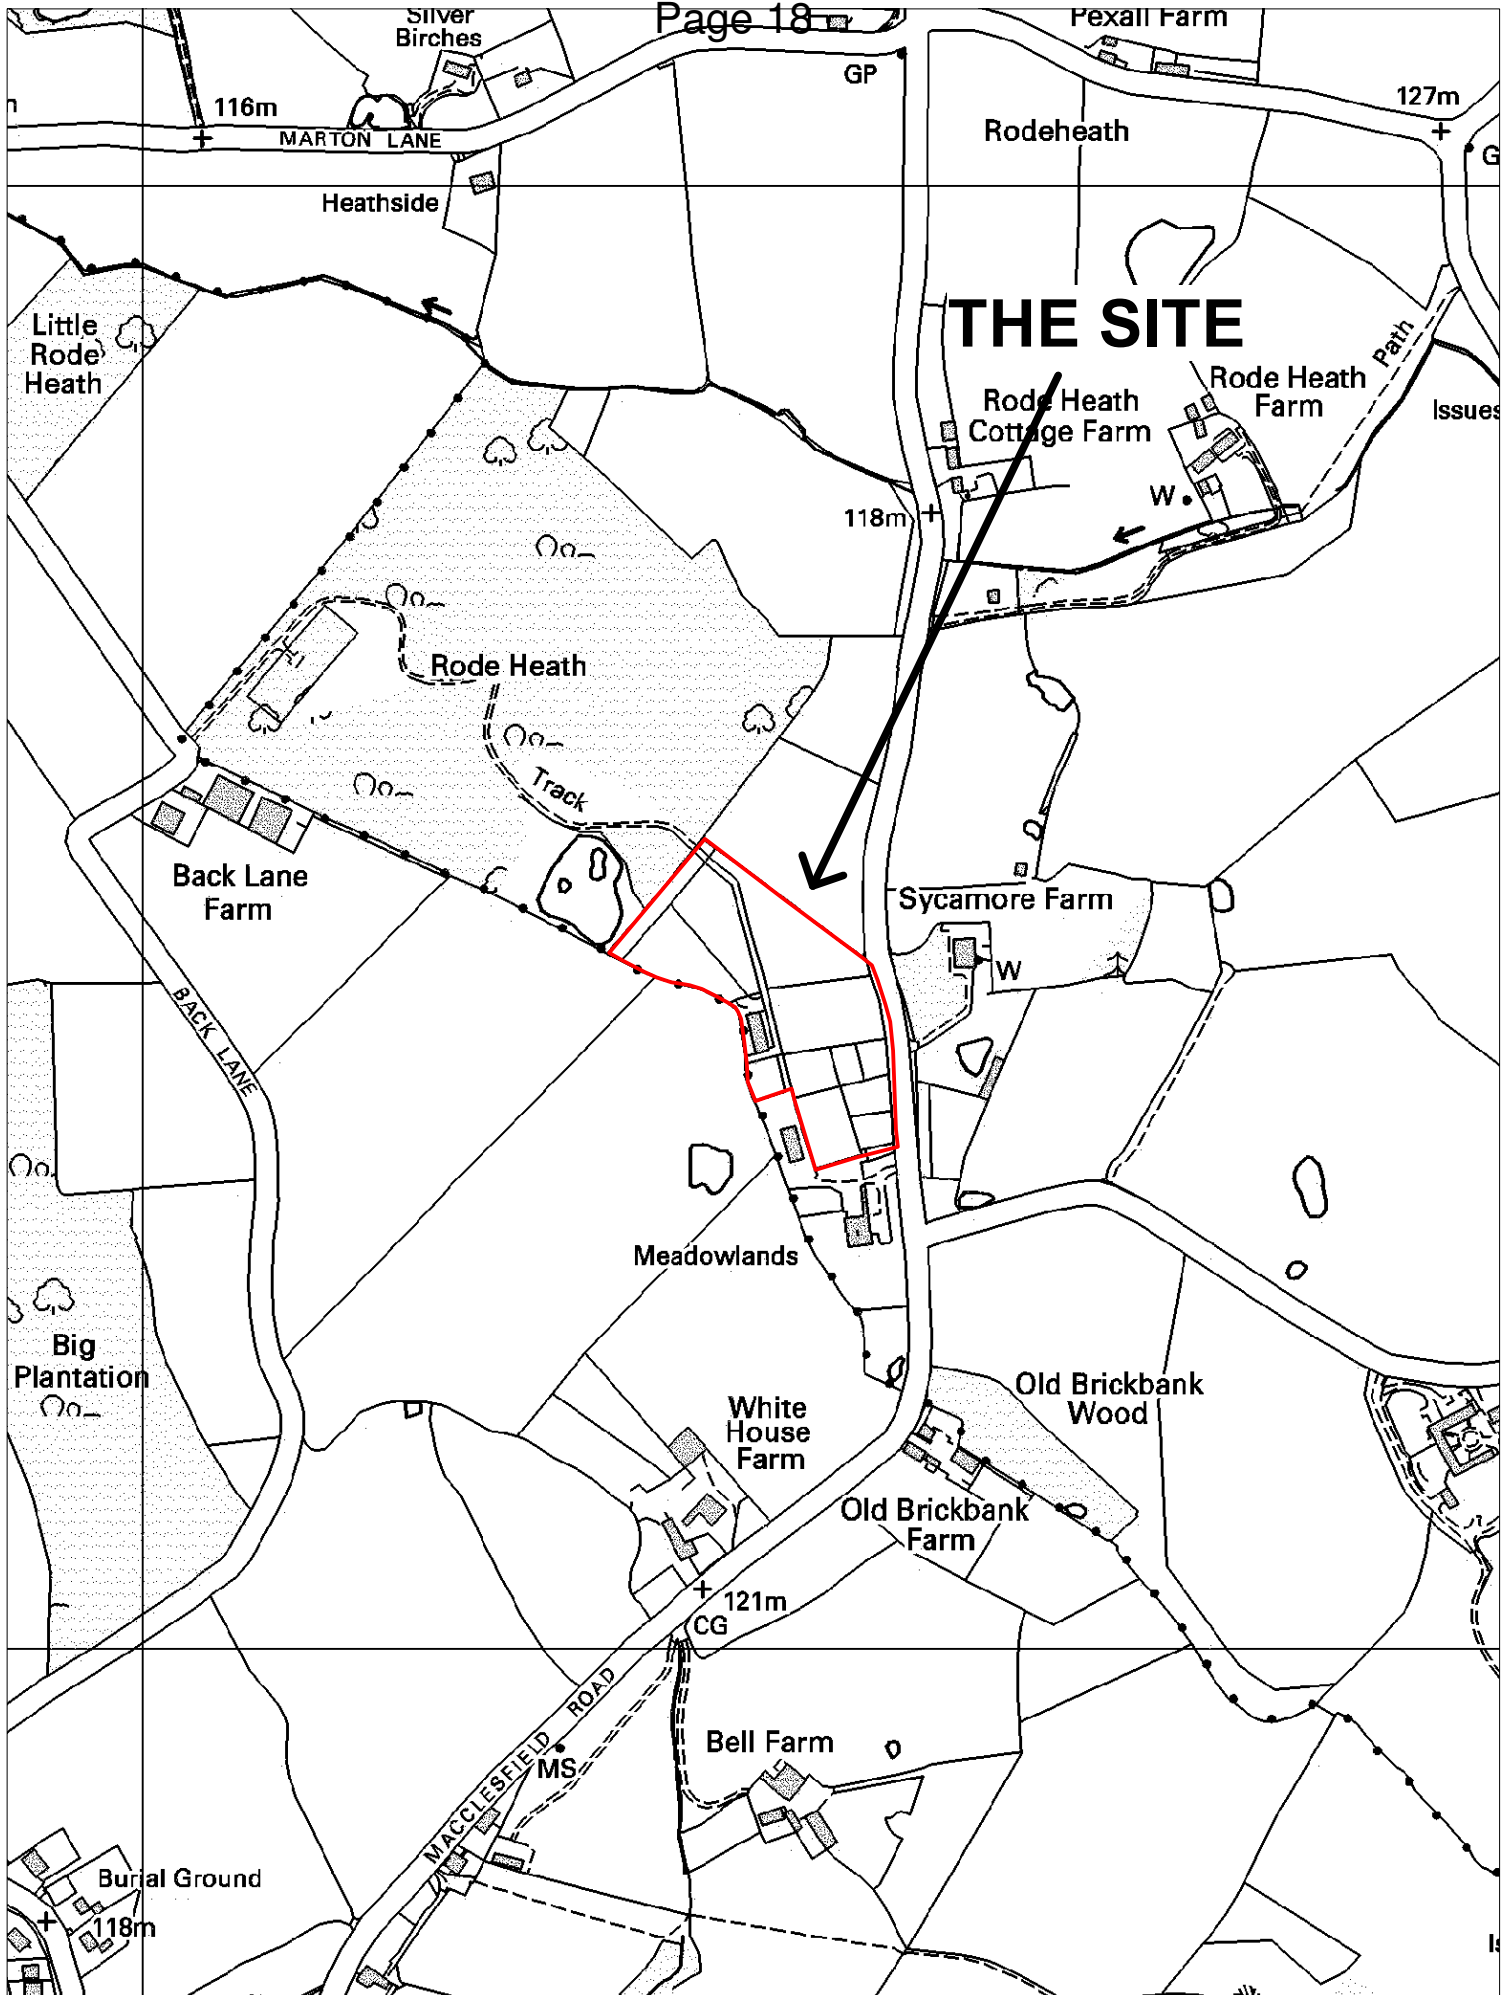 Page 18
Silver
Birches
Pexall Farm
GP
116m
127m
MARTON LANE
Rodeheath
G
Heathside
THE SITE
Little
Rode
Heath
Path
Rode Heath
Farm
Rode Heath
Cottage Farm
Issues
W
118m
Rode Heath
Track
Back Lane
Farm
Sycamore Farm
W
BACK LANE
Meadowlands
Big
Plantation
Old Brickbank
Wood
White
House
Farm
Old Brickbank
Farm
121m
CG
MACCLESFIELD ROAD
MS
Bell Farm
Burial Ground
118m